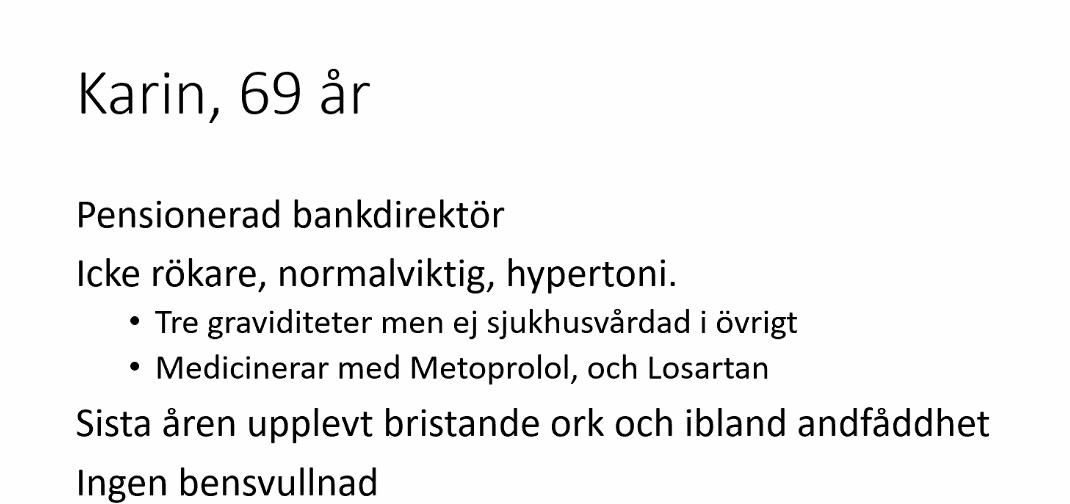 Karin, 69 år
Pensionerad bankdirektör
Icke rökare, normalviktig, hypertoni.
• Tre graviditeter men ej sjukhusvårdad i övrigt
• Medicinerar med Metoprolol, och Losartan
Sista åren upplevt bristande ork och ibland andfåddhet
Ingen bensvullnad